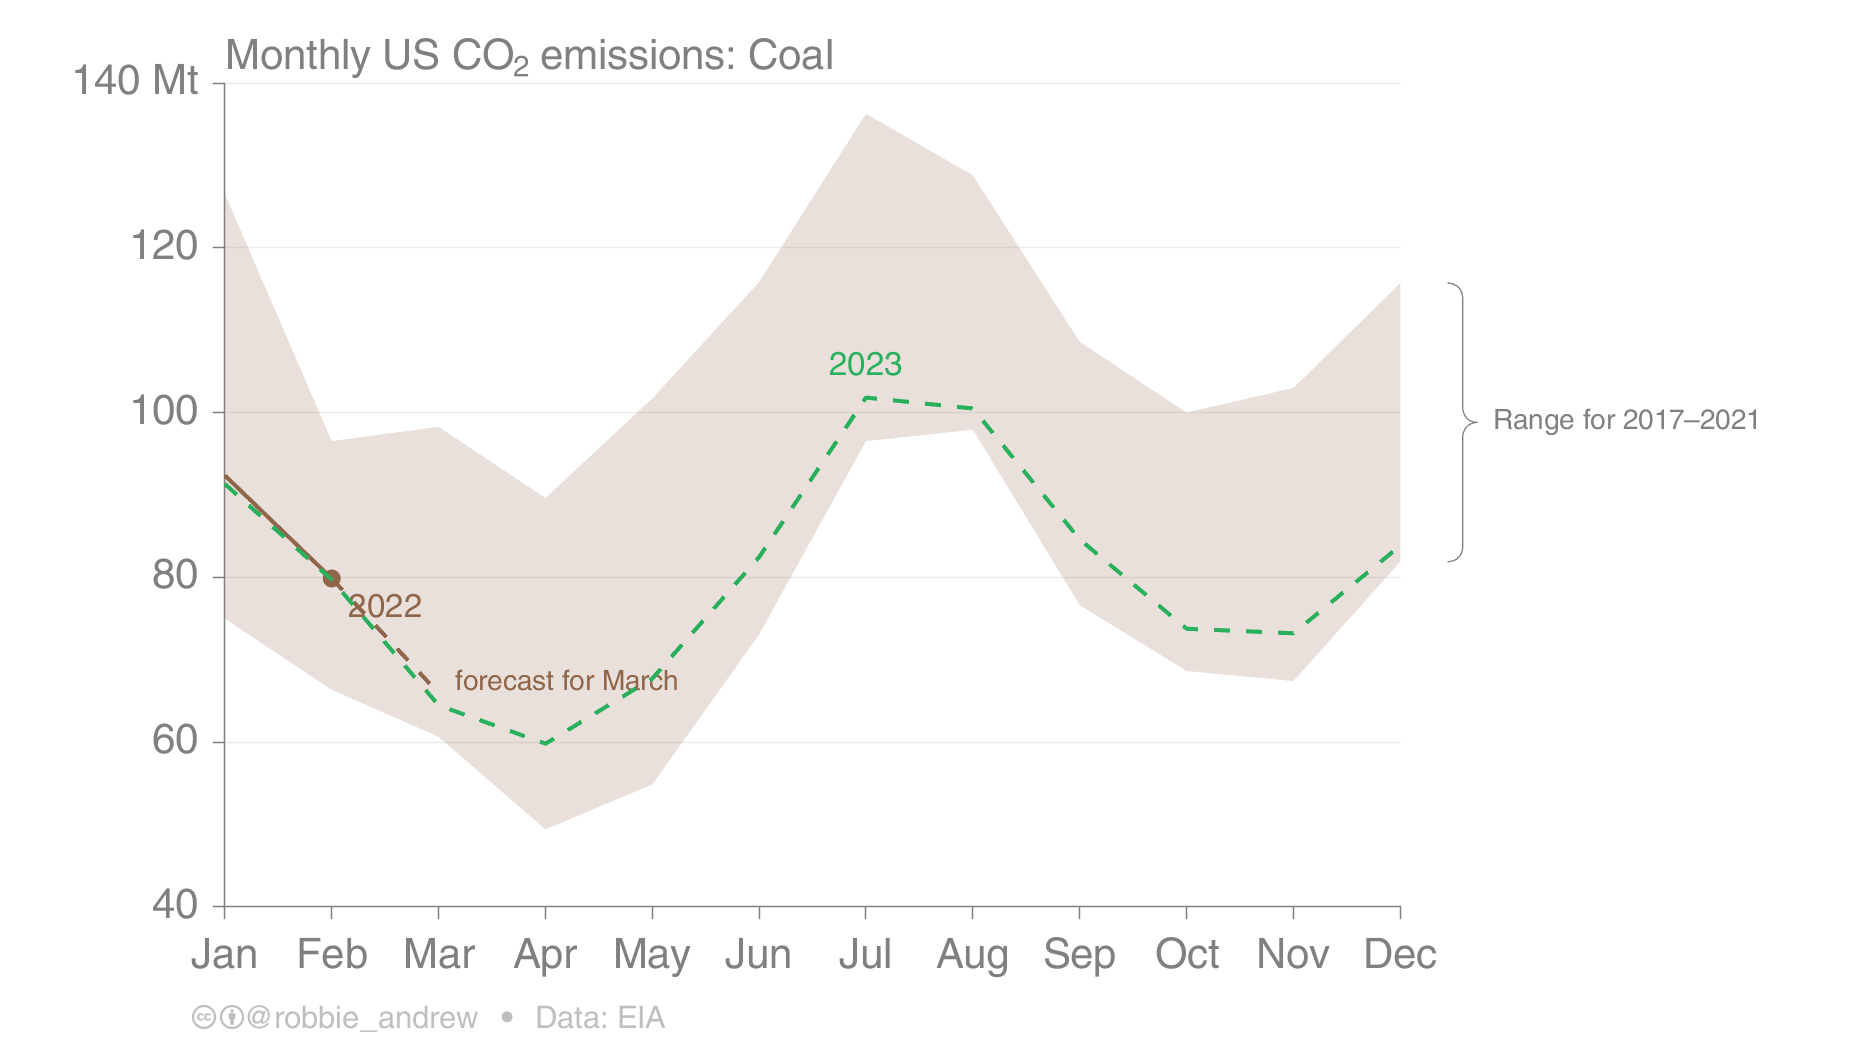 Monthly US CO₂ emissions: Coal
140 Mt
120
100
80
60
40
2023
2022
forecast for March
Range for 2017–2021
Jan Feb Mar Apr May Jun Jul Aug Sep Oct Nov Dec
cc @robbie_andrew • Data: EIA